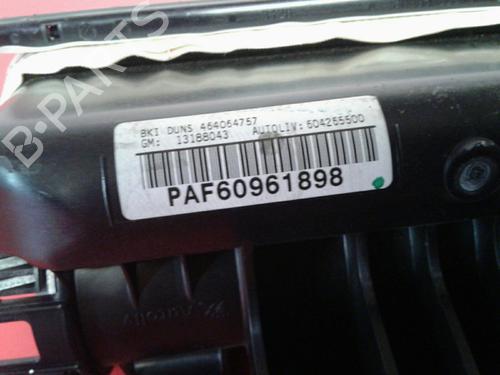 BKI DUNS 464064757
GM: 13188043 AUTOLIV: 604255500
PAF60961898
B-PARTS